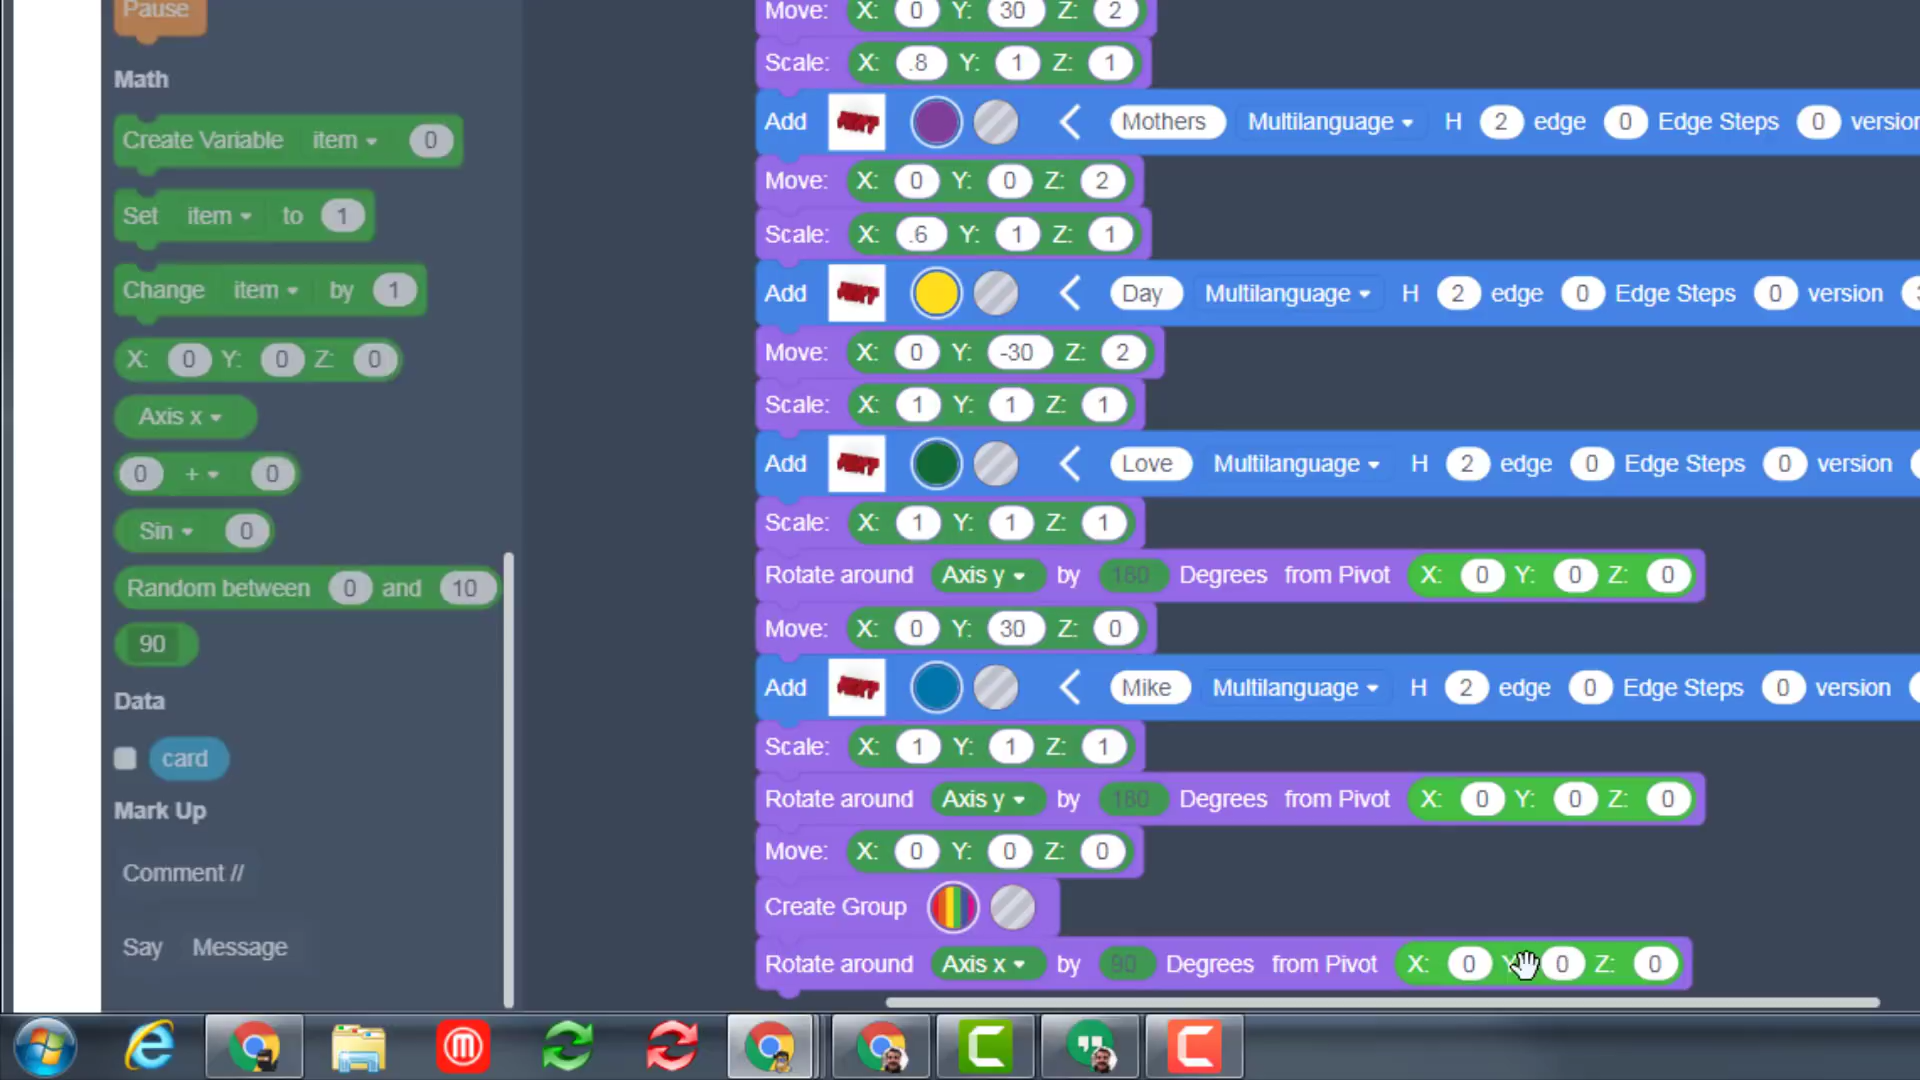 Pause
Math
Create Variable item 0
Set item to 1
Change item by 1
X: 0 Y: 0 Z: 0
Axis x
0 + 0
Sin 0
Random between 0 and 10
90
Data
card
Mark Up
Comment //
Say Message
Move: X: 0 Y: 30 Z: 2
Scale: X: .8 Y: 1 Z: 1
Add Mothers Multilanguage H 2 edge 0 Edge Steps 0 version
Move: X: 0 Y: 0 Z: 2
Scale: X: .6 Y: 1 Z: 1
Add Day Multilanguage H 2 edge 0 Edge Steps 0 version
Move: X: 0 Y: -30 Z: 2
Scale: X: 1 Y: 1 Z: 1
Add Love Multilanguage H 2 edge 0 Edge Steps 0 version
Scale: X: 1 Y: 1 Z: 1
Rotate around Axis y by 180 Degrees from Pivot X: 0 Y: 0 Z: 0
Move: X: 0 Y: 30 Z: 0
Add Mike Multilanguage H 2 edge 0 Edge Steps 0 version
Scale: X: 1 Y: 1 Z: 1
Rotate around Axis y by 180 Degrees from Pivot X: 0 Y: 0 Z: 0
Move: X: 0 Y: 0 Z: 0
Create Group
Rotate around Axis x by 90 Degrees from Pivot X: 0 Y 0 Z: 0